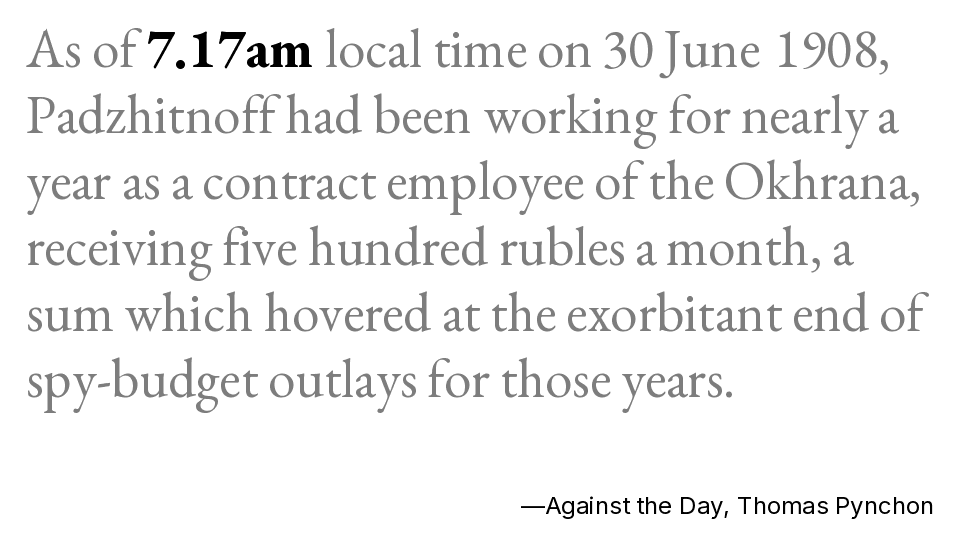 As of 7.17am local time on 30 June 1908,
Padzhitnoff had been working for nearly a
year as a contract employee of the Okhrana,
receiving five hundred rubles a month, a
sum which hovered at the exorbitant end of
spy-budget outlays for those years.
—Against the Day, Thomas Pynchon